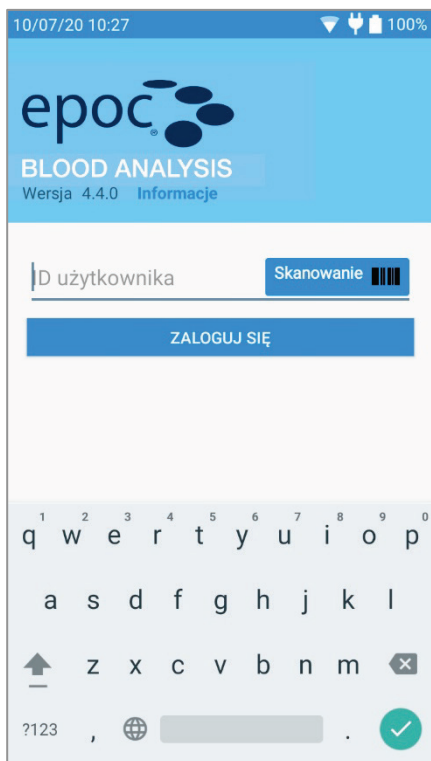 10/07/20 10:27 100%
epoc®
BLOOD ANALYSIS
Wersja 4.4.0 Informacje
ID użytkownika Skanowanie
ZALOGUJ SIĘ
1 2 3 4 5 6 7 8 9 0
q w e r t y u i o p
a s d f g h j k l
z x c v b n m
?123 , .